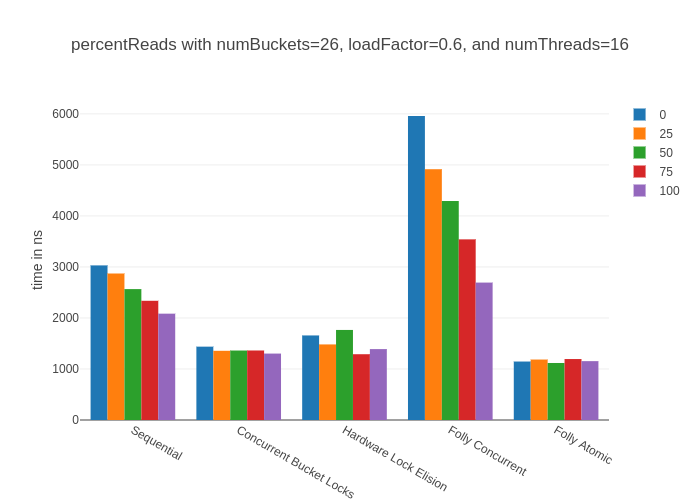 percentReads with numBuckets=26, loadFactor=0.6, and numThreads=16
time in ns
6000
5000
4000
3000
2000
1000
0
Sequential
Concurrent Bucket Locks
Hardware Lock Elision
Folly Concurrent
Folly Atomic
0
25
50
75
100